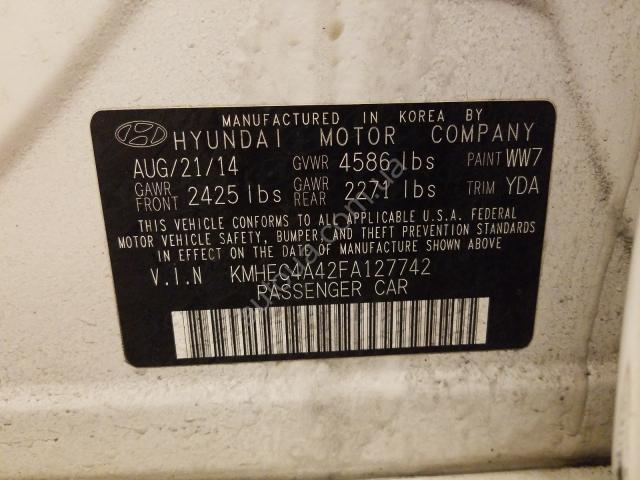 MANUFACTURED IN KOREA BY
HYUNDAI MOTOR COMPANY
AUG/21/14 GVWR 4586 lbs PAINT WW7
GAWR FRONT 2425 lbs GAWR REAR 2271 lbs TRIM YDA
THIS VEHICLE CONFORMS TO ALL APPLICABLE U.S.A. FEDERAL
MOTOR VEHICLE SAFETY, BUMPER, AND THEFT PREVENTION STANDARDS
IN EFFECT ON THE DATE OF MANUFACTURE SHOWN ABOVE
V.I.N KMHEC4A42FA127742
PASSENGER CAR